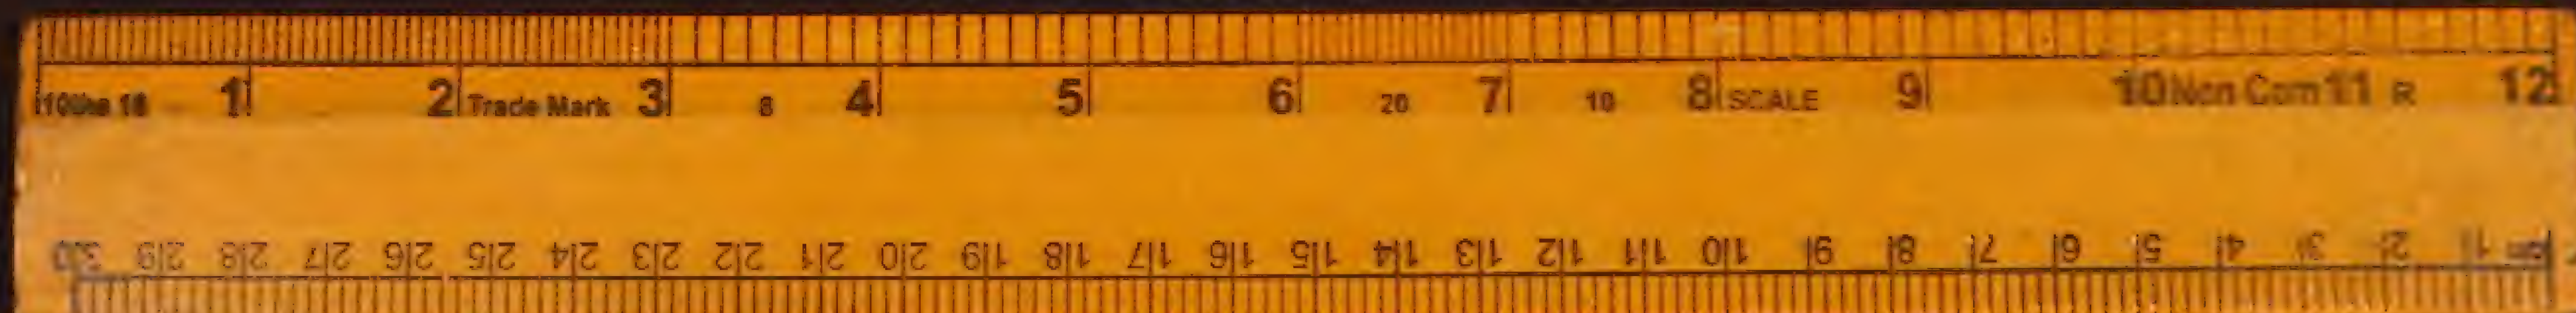 10ths 16 1 2 Trade Mark 3 8 4 5 6 20 7 10 8 SCALE 9 10 Non Com 11 R 12
cm 1 2 3 4 5 6 7 8 9 10 11 12 13 14 15 16 17 18 19 20 21 22 23 24 25 26 27 28 29 30